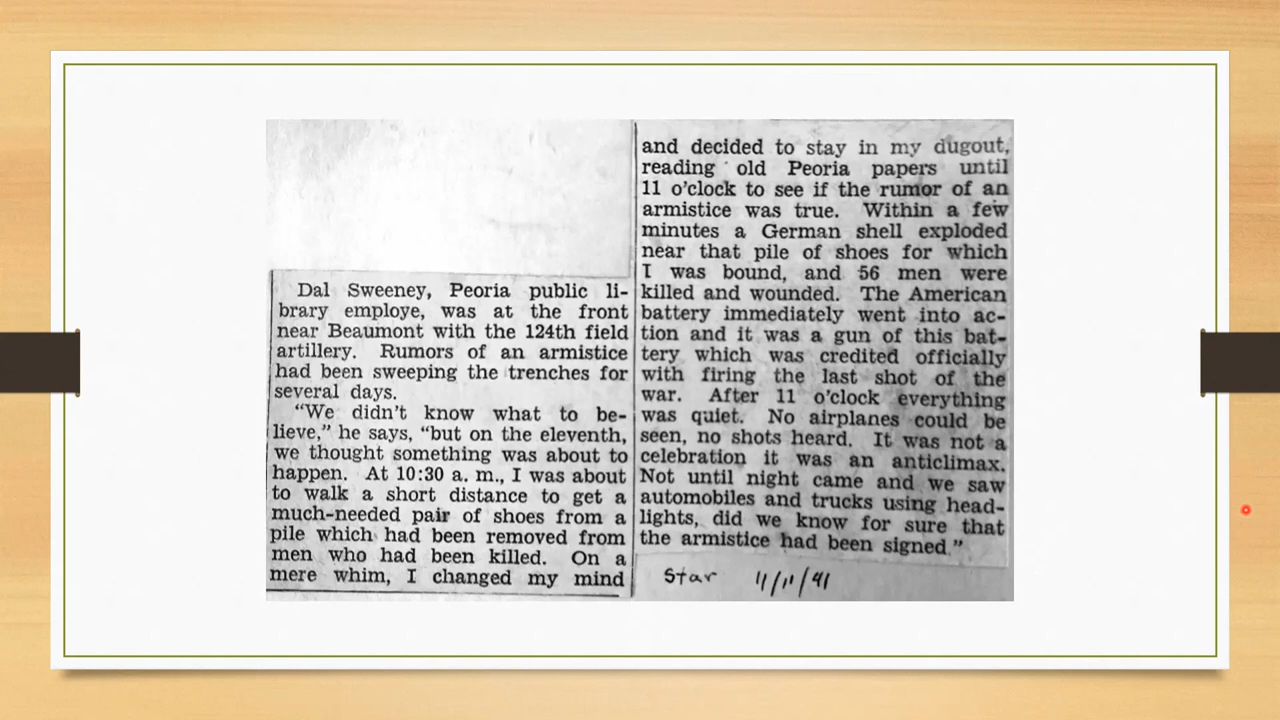 Dal Sweeney, Peoria public li-
brary employe, was at the front
near Beaumont with the 124th field
artillery. Rumors of an armistice
had been sweeping the trenches for
several days.
“We didn’t know what to be-
lieve,” he says, “but on the eleventh,
we thought something was about to
happen. At 10:30 a. m., I was about
to walk a short distance to get a
much-needed pair of shoes from a
pile which had been removed from
men who had been killed. On a
mere whim, I changed my mind
and decided to stay in my dugout,
reading old Peoria papers until
11 o’clock to see if the rumor of an
armistice was true. Within a few
minutes a German shell exploded
near that pile of shoes for which
I was bound, and 56 men were
killed and wounded. The American
battery immediately went into ac-
tion and it was a gun of this bat-
tery which was credited officially
with firing the last shot of the
war. After 11 o’clock everything
was quiet. No airplanes could be
seen, no shots heard. It was not a
celebration it was an anticlimax.
Not until night came and we saw
automobiles and trucks using head-
lights, did we know for sure that
the armistice had been signed.”
Star 11/11/41